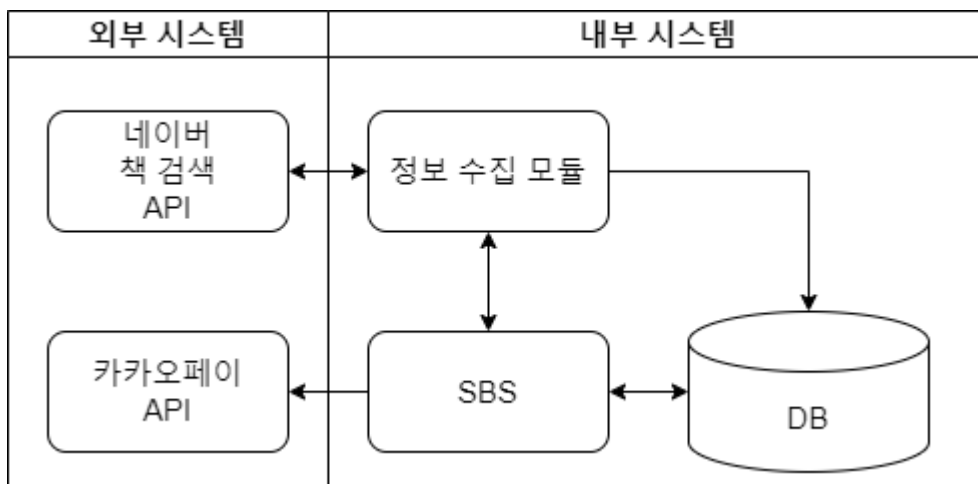 외부 시스템
내부 시스템
네이버
책 검색
API
정보 수집 모듈
카카오페이
API
SBS
DB